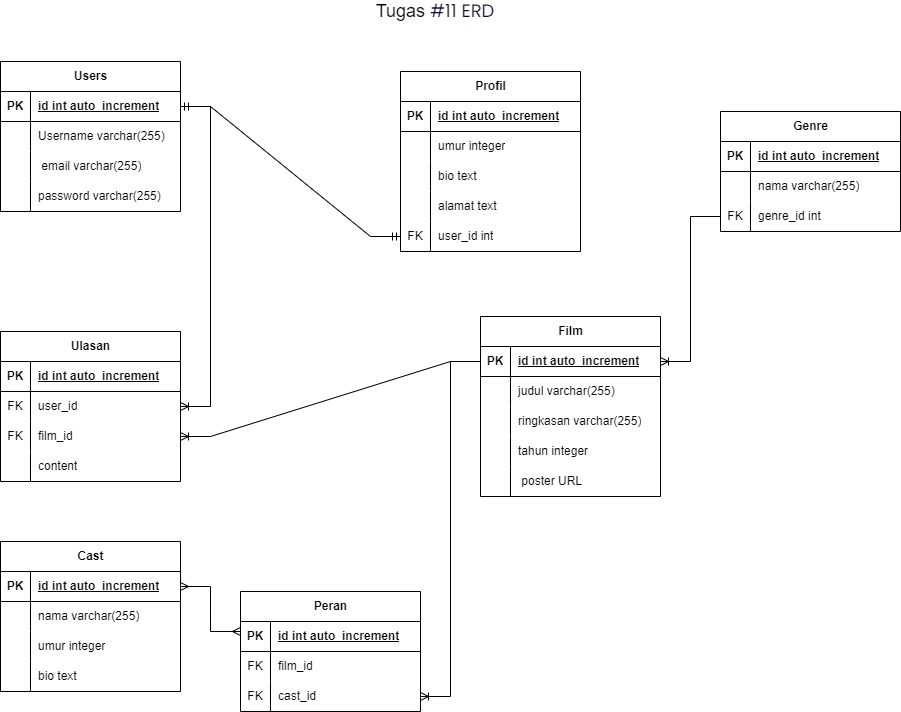 Tugas #11 ERD
Users
PK id int auto_increment
Username varchar(255)
email varchar(255)
password varchar(255)
Profil
PK id int auto_increment
umur integer
bio text
alamat text
FK user_id int
Genre
PK id int auto_increment
nama varchar(255)
FK genre_id int
Ulasan
PK id int auto_increment
FK user_id
FK film_id
content
Film
PK id int auto_increment
judul varchar(255)
ringkasan varchar(255)
tahun integer
poster URL
Cast
PK id int auto_increment
nama varchar(255)
umur integer
bio text
Peran
PK id int auto_increment
FK film_id
FK cast_id